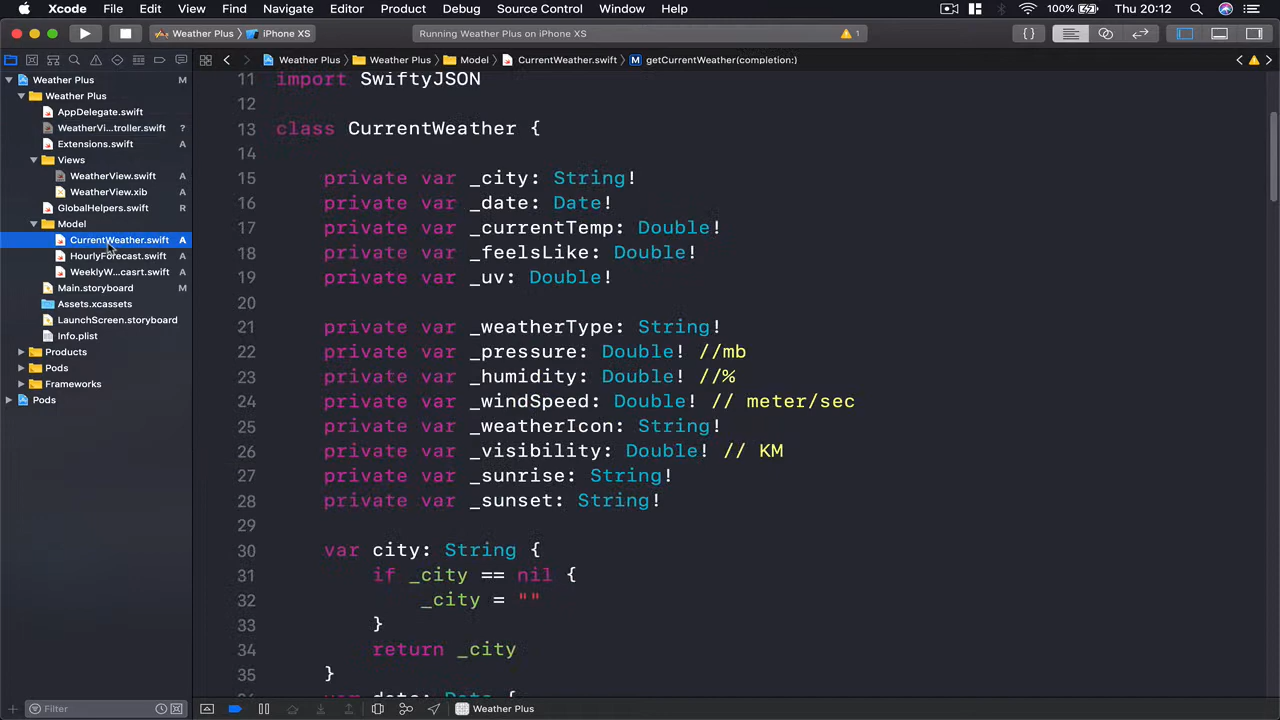 Xcode File Edit View Find Navigate Editor Product Debug Source Control Window Help 100% Thu 20:12
Weather Plus iPhone XS Running Weather Plus on iPhone XS 1
Weather Plus Weather Plus Model CurrentWeather.swift M getCurrentWeather(completion:)
Weather Plus M
Weather Plus
AppDelegate.swift
WeatherVi...troller.swift ?
Extensions.swift A
Views
WeatherView.swift A
WeatherView.xib A
GlobalHelpers.swift R
Model
CurrentWeather.swift A
HourlyForecast.swift A
WeeklyW...casrt.swift A
Main.storyboard M
Assets.xcassets
LaunchScreen.storyboard
Info.plist
Products
Pods
Frameworks
Pods
11 import SwiftyJSON
12
13 class CurrentWeather {
14
15 private var _city: String!
16 private var _date: Date!
17 private var _currentTemp: Double!
18 private var _feelsLike: Double!
19 private var _uv: Double!
20
21 private var _weatherType: String!
22 private var _pressure: Double! //mb
23 private var _humidity: Double! //%
24 private var _windSpeed: Double! // meter/sec
25 private var _weatherIcon: String!
26 private var _visibility: Double! // KM
27 private var _sunrise: String!
28 private var _sunset: String!
29
30 var city: String {
31 if _city == nil {
32 _city = ""
33 }
34 return _city
35 }
36 var date: Date {
Filter Weather Plus